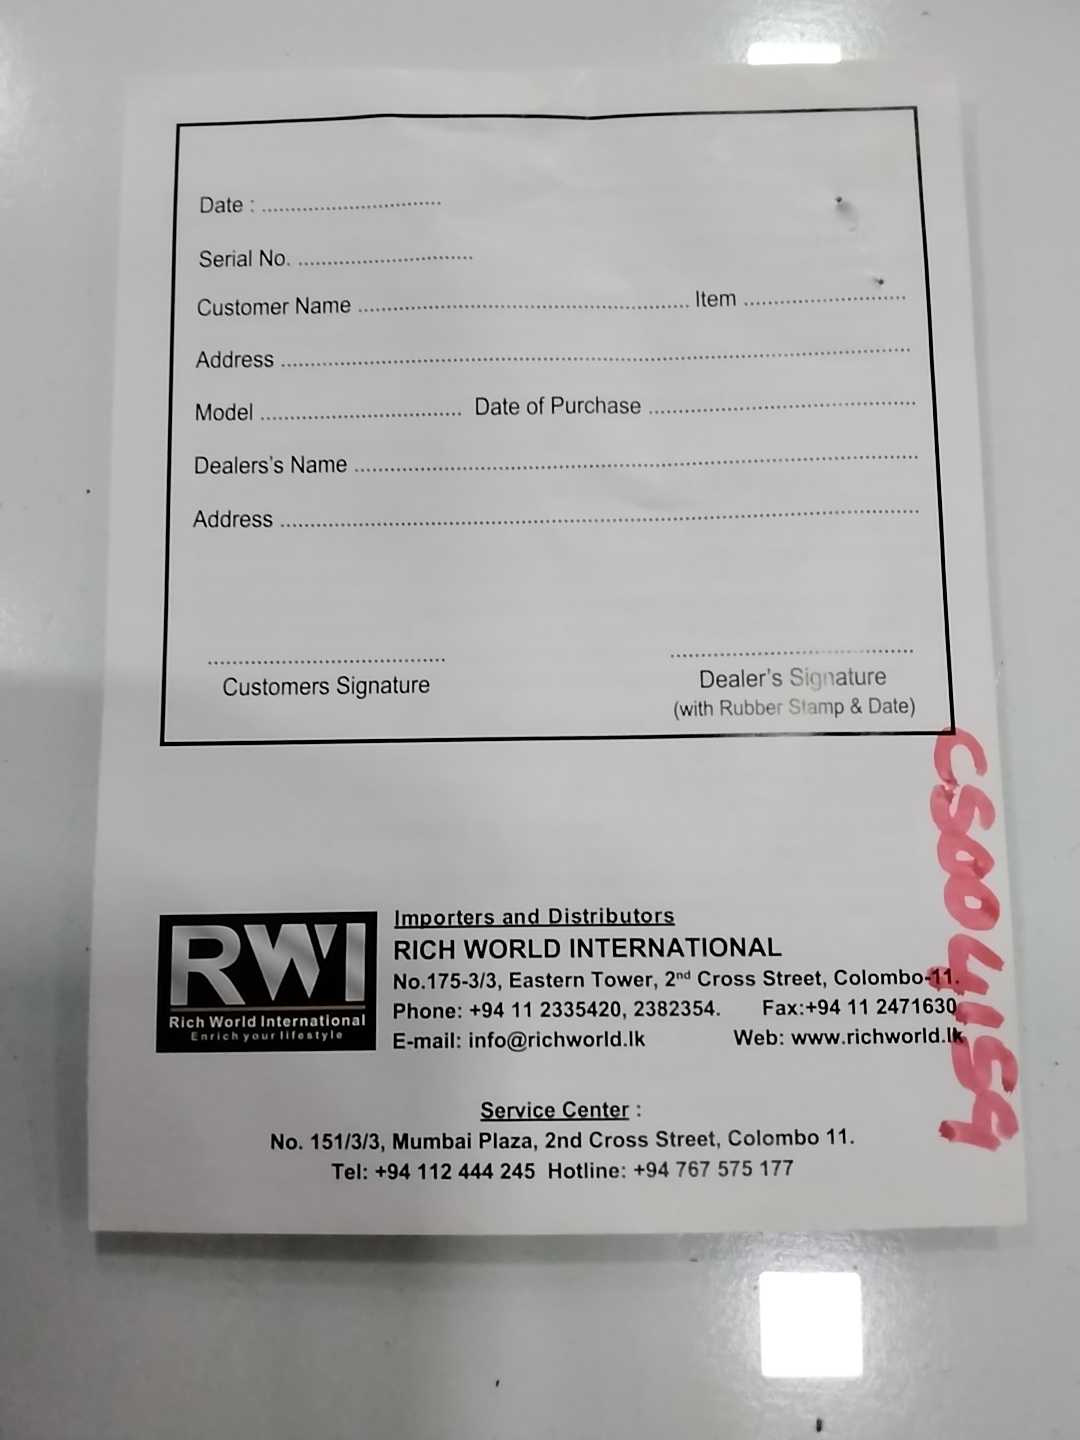 Date : ....................................
Serial No. ...................................
Customer Name .................................................................. Item ................................
Address ..............................................................................................................................
Model ........................................ Date of Purchase .....................................................
Dealers's Name .................................................................................................................
Address ................................................................................................................................
............................................... ................................................
Customers Signature Dealer's Signature
(with Rubber Stamp & Date)
CS004159
RWI
Rich World International
Enrich your lifestyle
Importers and Distributors
RICH WORLD INTERNATIONAL
No.175-3/3, Eastern Tower, 2nd Cross Street, Colombo-11.
Phone: +94 11 2335420, 2382354. Fax:+94 11 2471630
E-mail: info@richworld.lk Web: www.richworld.lk
Service Center :
No. 151/3/3, Mumbai Plaza, 2nd Cross Street, Colombo 11.
Tel: +94 112 444 245 Hotline: +94 767 575 177